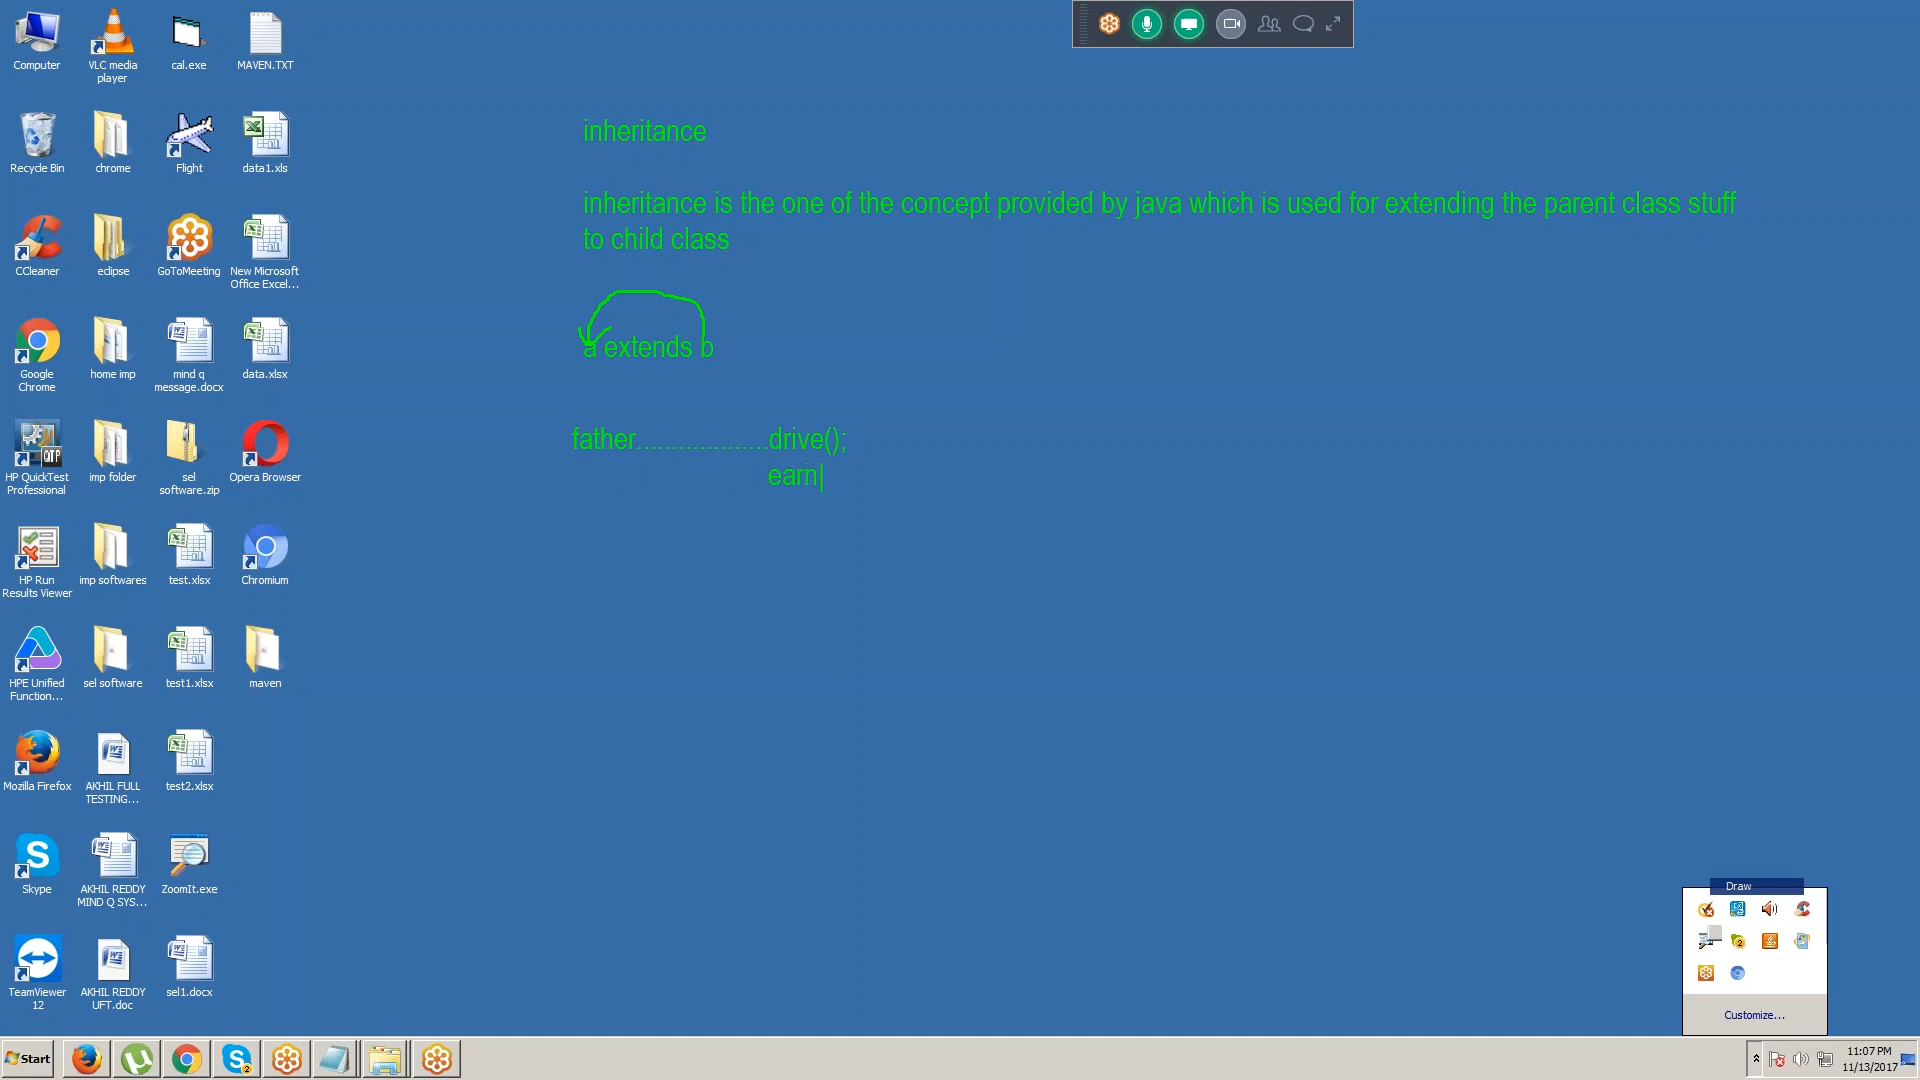 Computer
VLC media
player
cal.exe
MAVEN.TXT
Recycle Bin
chrome
Flight
data1.xls
CCleaner
eclipse
GoToMeeting
New Microsoft
Office Excel...
Google
Chrome
home imp
mind q
message.docx
data.xlsx
HP QuickTest
Professional
imp folder
sel
software.zip
Opera Browser
HP Run
Results Viewer
imp softwares
test.xlsx
Chromium
HPE Unified
Function...
sel software
test1.xlsx
maven
Mozilla Firefox
AKHIL FULL
TESTING...
test2.xlsx
Skype
AKHIL REDDY
MIND Q SYS...
ZoomIt.exe
TeamViewer
12
AKHIL REDDY
UFT.doc
sel1.docx
inheritance
inheritance is the one of the concept provided by java which is used for extending the parent class stuff
to child class
a extends b
father...................drive();
earn
Draw
Customize...
Start
11:07 PM
11/13/2017